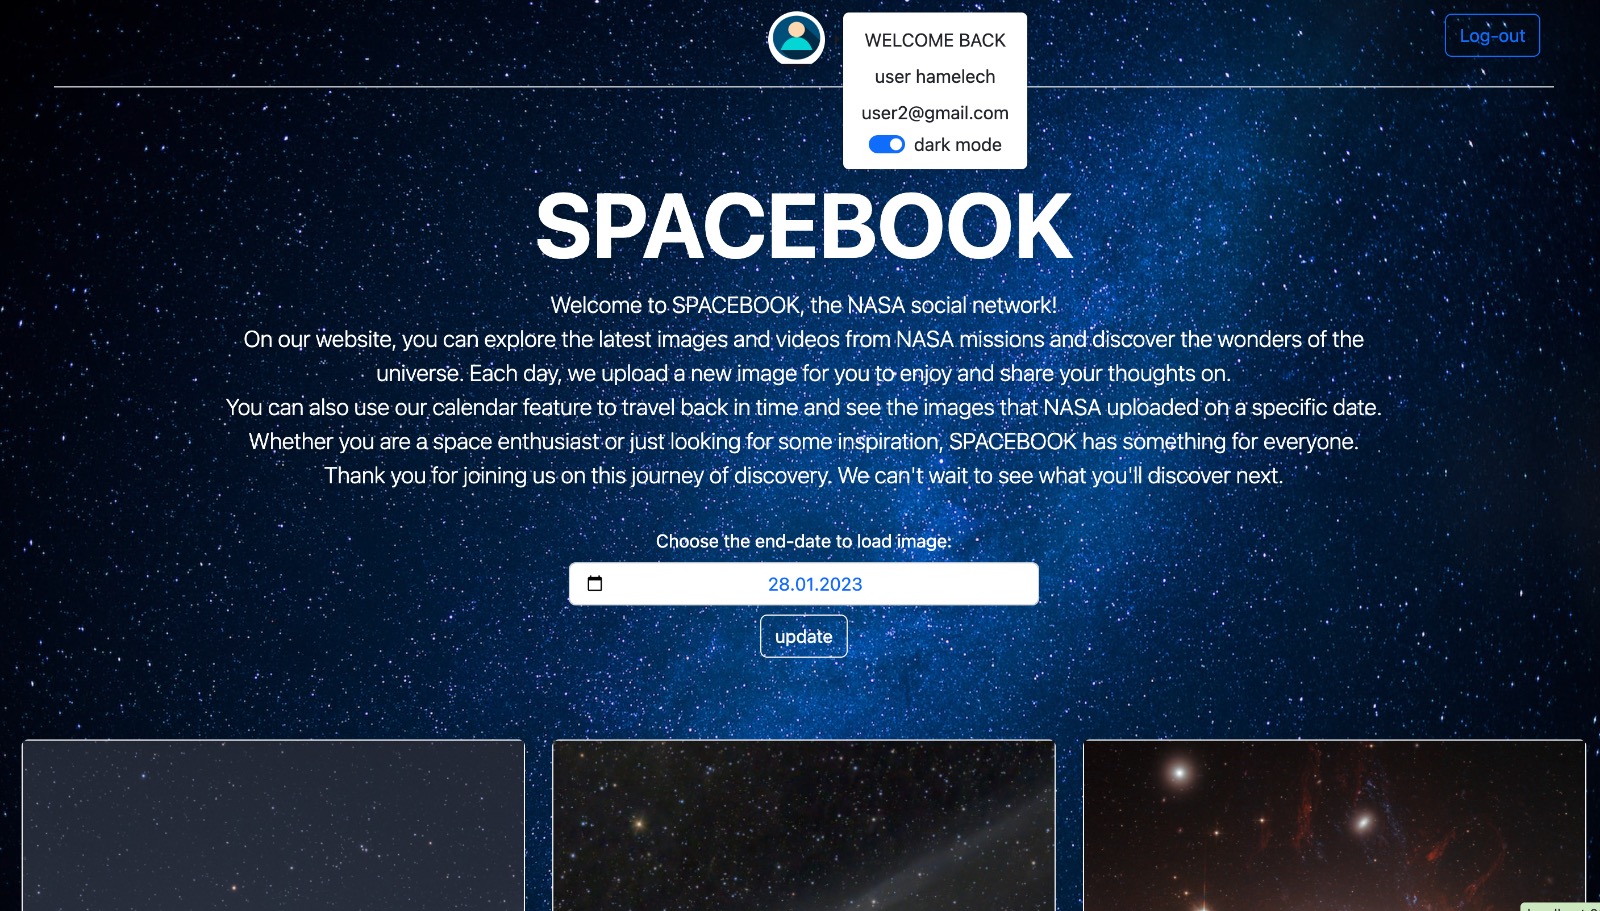 WELCOME BACK
Log-out
user hamelech
user2@gmail.com
dark mode
SPACEBOOK
Welcome to SPACEBOOK, the NASA social network!
On our website, you can explore the latest images and videos from NASA missions and discover the wonders of the
universe. Each day, we upload a new image for you to enjoy and share your thoughts on.
You can also use our calendar feature to travel back in time and see the images that NASA uploaded on a specific date.
Whether you are a space enthusiast or just looking for some inspiration, SPACEBOOK has something for everyone.
Thank you for joining us on this journey of discovery. We can't wait to see what you'll discover next.
Choose the end-date to load image:
28.01.2023
update